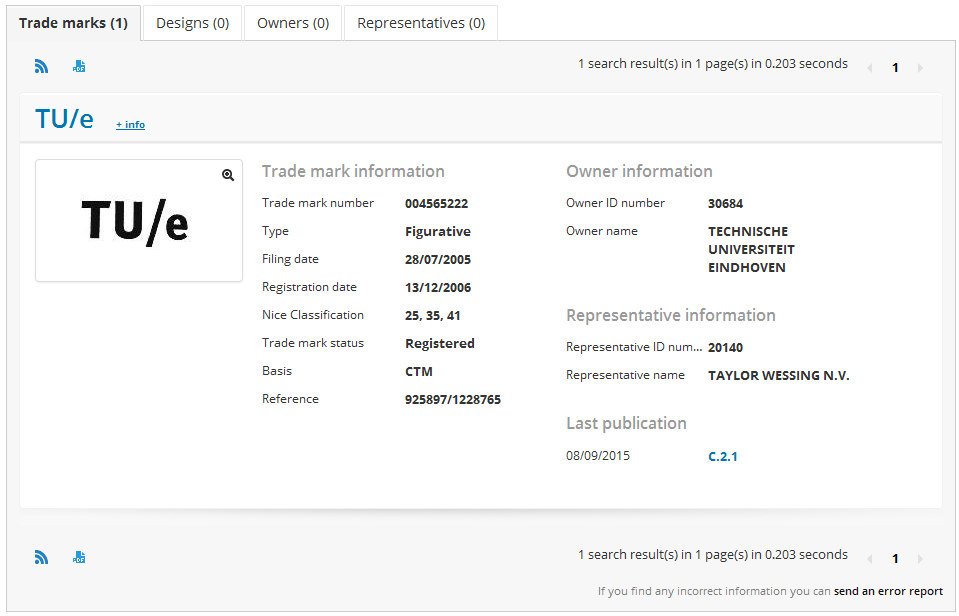 Trade marks (1)
Designs (0)
Owners (0)
Representatives (0)
1 search result(s) in 1 page(s) in 0.203 seconds
1
TU/e
+ info
TU/e
Trade mark information
Trade mark number 004565222
Type Figurative
Filing date 28/07/2005
Registration date 13/12/2006
Nice Classification 25, 35, 41
Trade mark status Registered
Basis CTM
Reference 925897/1228765
Owner information
Owner ID number 30684
Owner name TECHNISCHE
UNIVERSITEIT
EINDHOVEN
Representative information
Representative ID num... 20140
Representative name TAYLOR WESSING N.V.
Last publication
08/09/2015 C.2.1
1 search result(s) in 1 page(s) in 0.203 seconds
1
If you find any incorrect information you can send an error report